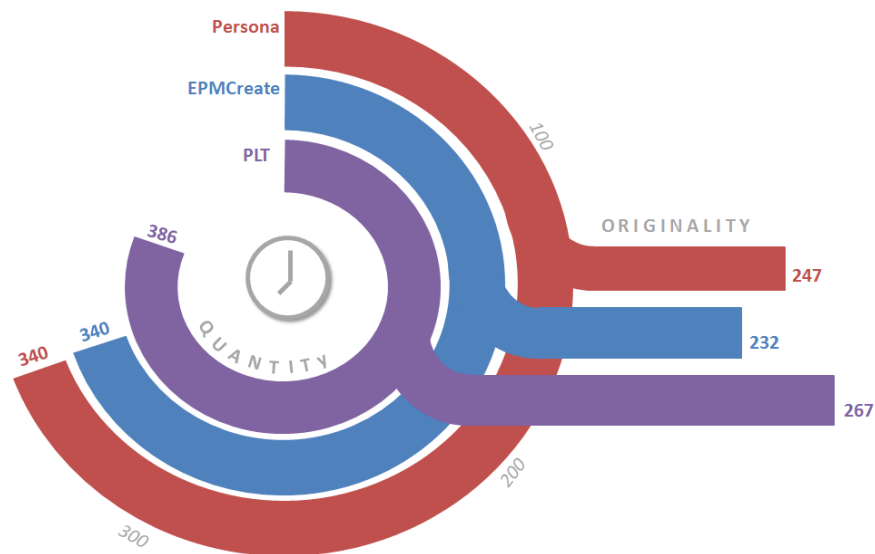 Persona
EPMCreate
PLT
100
ORIGINALITY
386
247
QUANTITY
340
340
232
267
200
300